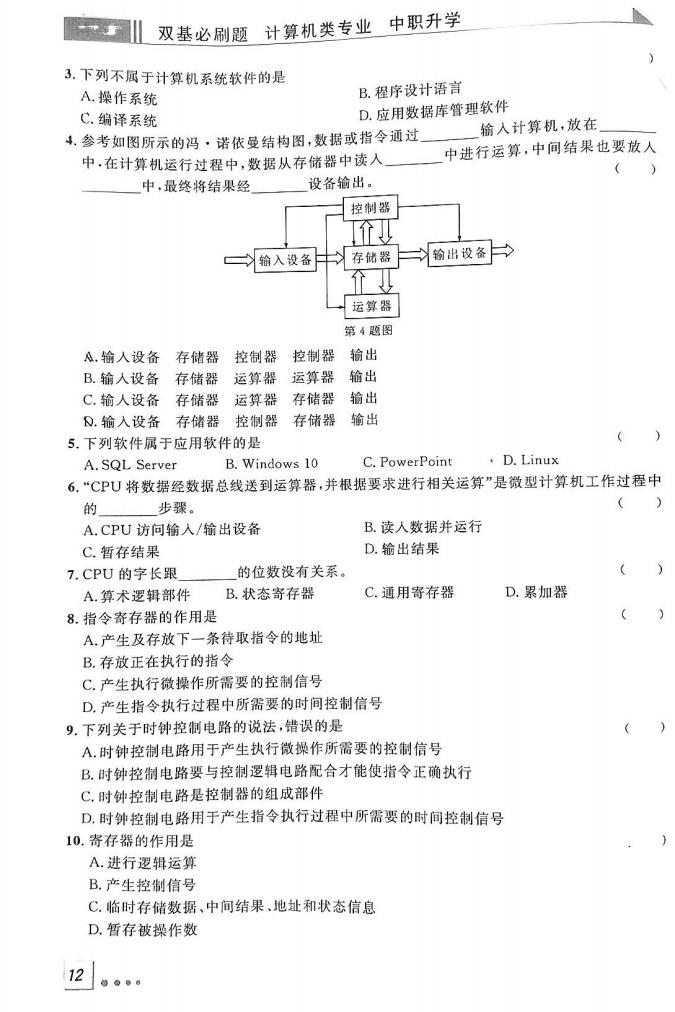 双基必刷题 计算机类专业 中职升学
3. 下列不属于计算机系统软件的是 )
A. 操作系统 B. 程序设计语言
C. 编译系统 D. 应用数据库管理软件
4. 参考如图所示的冯·诺依曼结构图,数据或指令通过________输入计算机,放在________
中,在计算机运行过程中,数据从存储器中读入________中进行运算,中间结果也要放入
________中,最终将结果经________设备输出。 ( )
控制器
输入设备 存储器 输出设备
运算器
第4题图
A. 输入设备 存储器 控制器 控制器 输出
B. 输入设备 存储器 运算器 运算器 输出
C. 输入设备 存储器 运算器 存储器 输出
D. 输入设备 存储器 控制器 存储器 输出
5. 下列软件属于应用软件的是 ( )
A. SQL Server B. Windows 10 C. PowerPoint D. Linux
6. “CPU 将数据经数据总线送到运算器,并根据要求进行相关运算”是微型计算机工作过程中
的________步骤。 ( )
A. CPU 访问输入/输出设备 B. 读入数据并运行
C. 暂存结果 D. 输出结果
7. CPU 的字长跟________的位数没有关系。 ( )
A. 算术逻辑部件 B. 状态寄存器 C. 通用寄存器 D. 累加器
8. 指令寄存器的作用是 ( )
A. 产生及存放下一条待取指令的地址
B. 存放正在执行的指令
C. 产生执行微操作所需要的控制信号
D. 产生指令执行过程中所需要的时间控制信号
9. 下列关于时钟控制电路的说法,错误的是 ( )
A. 时钟控制电路用于产生执行微操作所需要的控制信号
B. 时钟控制电路要与控制逻辑电路配合才能使指令正确执行
C. 时钟控制电路是控制器的组成部件
D. 时钟控制电路用于产生指令执行过程中所需要的时间控制信号
10. 寄存器的作用是 )
A. 进行逻辑运算
B. 产生控制信号
C. 临时存储数据、中间结果、地址和状态信息
D. 暂存被操作数
12